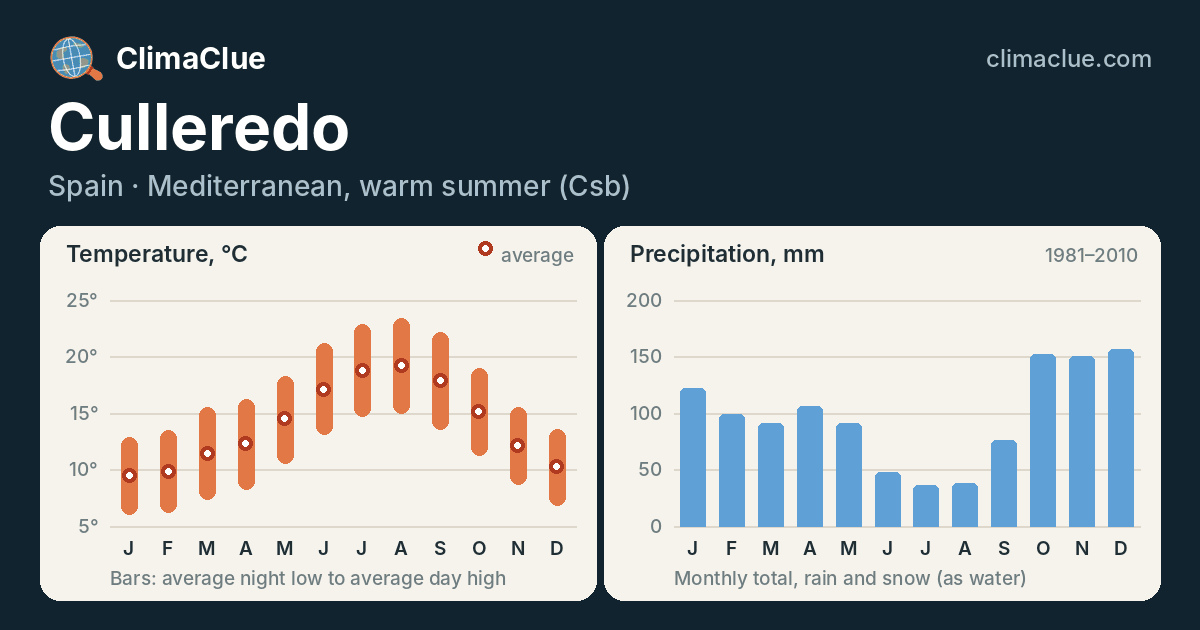 ClimaClue
climaclue.com
Culleredo
Spain · Mediterranean, warm summer (Csb)
Temperature, °C
average
25°
20°
15°
10°
5°
J F M A M J J A S O N D
Bars: average night low to average day high
Precipitation, mm
1981–2010
200
150
100
50
0
J F M A M J J A S O N D
Monthly total, rain and snow (as water)